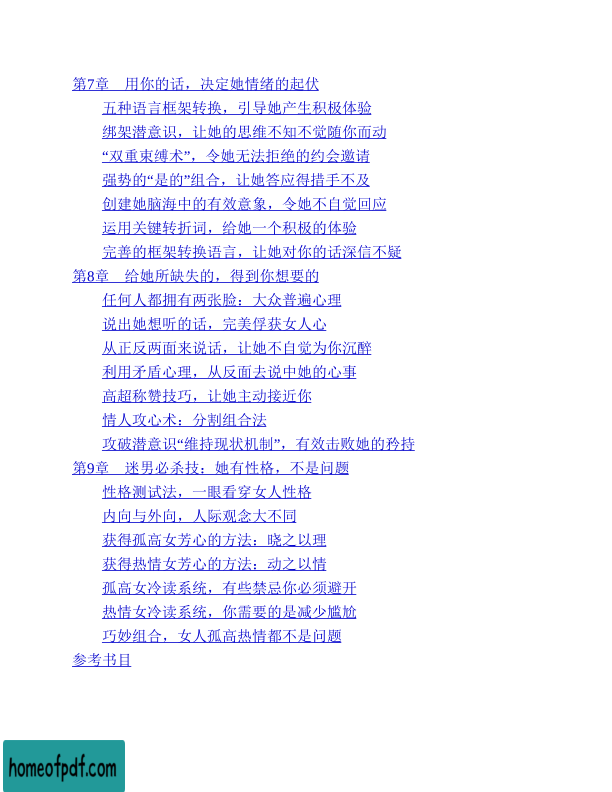 第7章　用你的话，决定她情绪的起伏
五种语言框架转换，引导她产生积极体验
绑架潜意识，让她的思维不知不觉随你而动
“双重束缚术”，令她无法拒绝的约会邀请
强势的“是的”组合，让她答应得措手不及
创建她脑海中的有效意象，令她不自觉回应
运用关键转折词，给她一个积极的体验
完善的框架转换语言，让她对你的话深信不疑
第8章　给她所缺失的，得到你想要的
任何人都拥有两张脸：大众普遍心理
说出她想听的话，完美俘获女人心
从正反两面来说话，让她不自觉为你沉醉
利用矛盾心理，从反面去说中她的心事
高超称赞技巧，让她主动接近你
情人攻心术：分割组合法
攻破潜意识“维持现状机制”，有效击败她的矜持
第9章　迷男必杀技：她有性格，不是问题
性格测试法，一眼看穿女人性格
内向与外向，人际观念大不同
获得孤高女芳心的方法：晓之以理
获得热情女芳心的方法：动之以情
孤高女冷读系统，有些禁忌你必须避开
热情女冷读系统，你需要的是减少尴尬
巧妙组合，女人孤高热情都不是问题
参考书目
homeofpdf.com